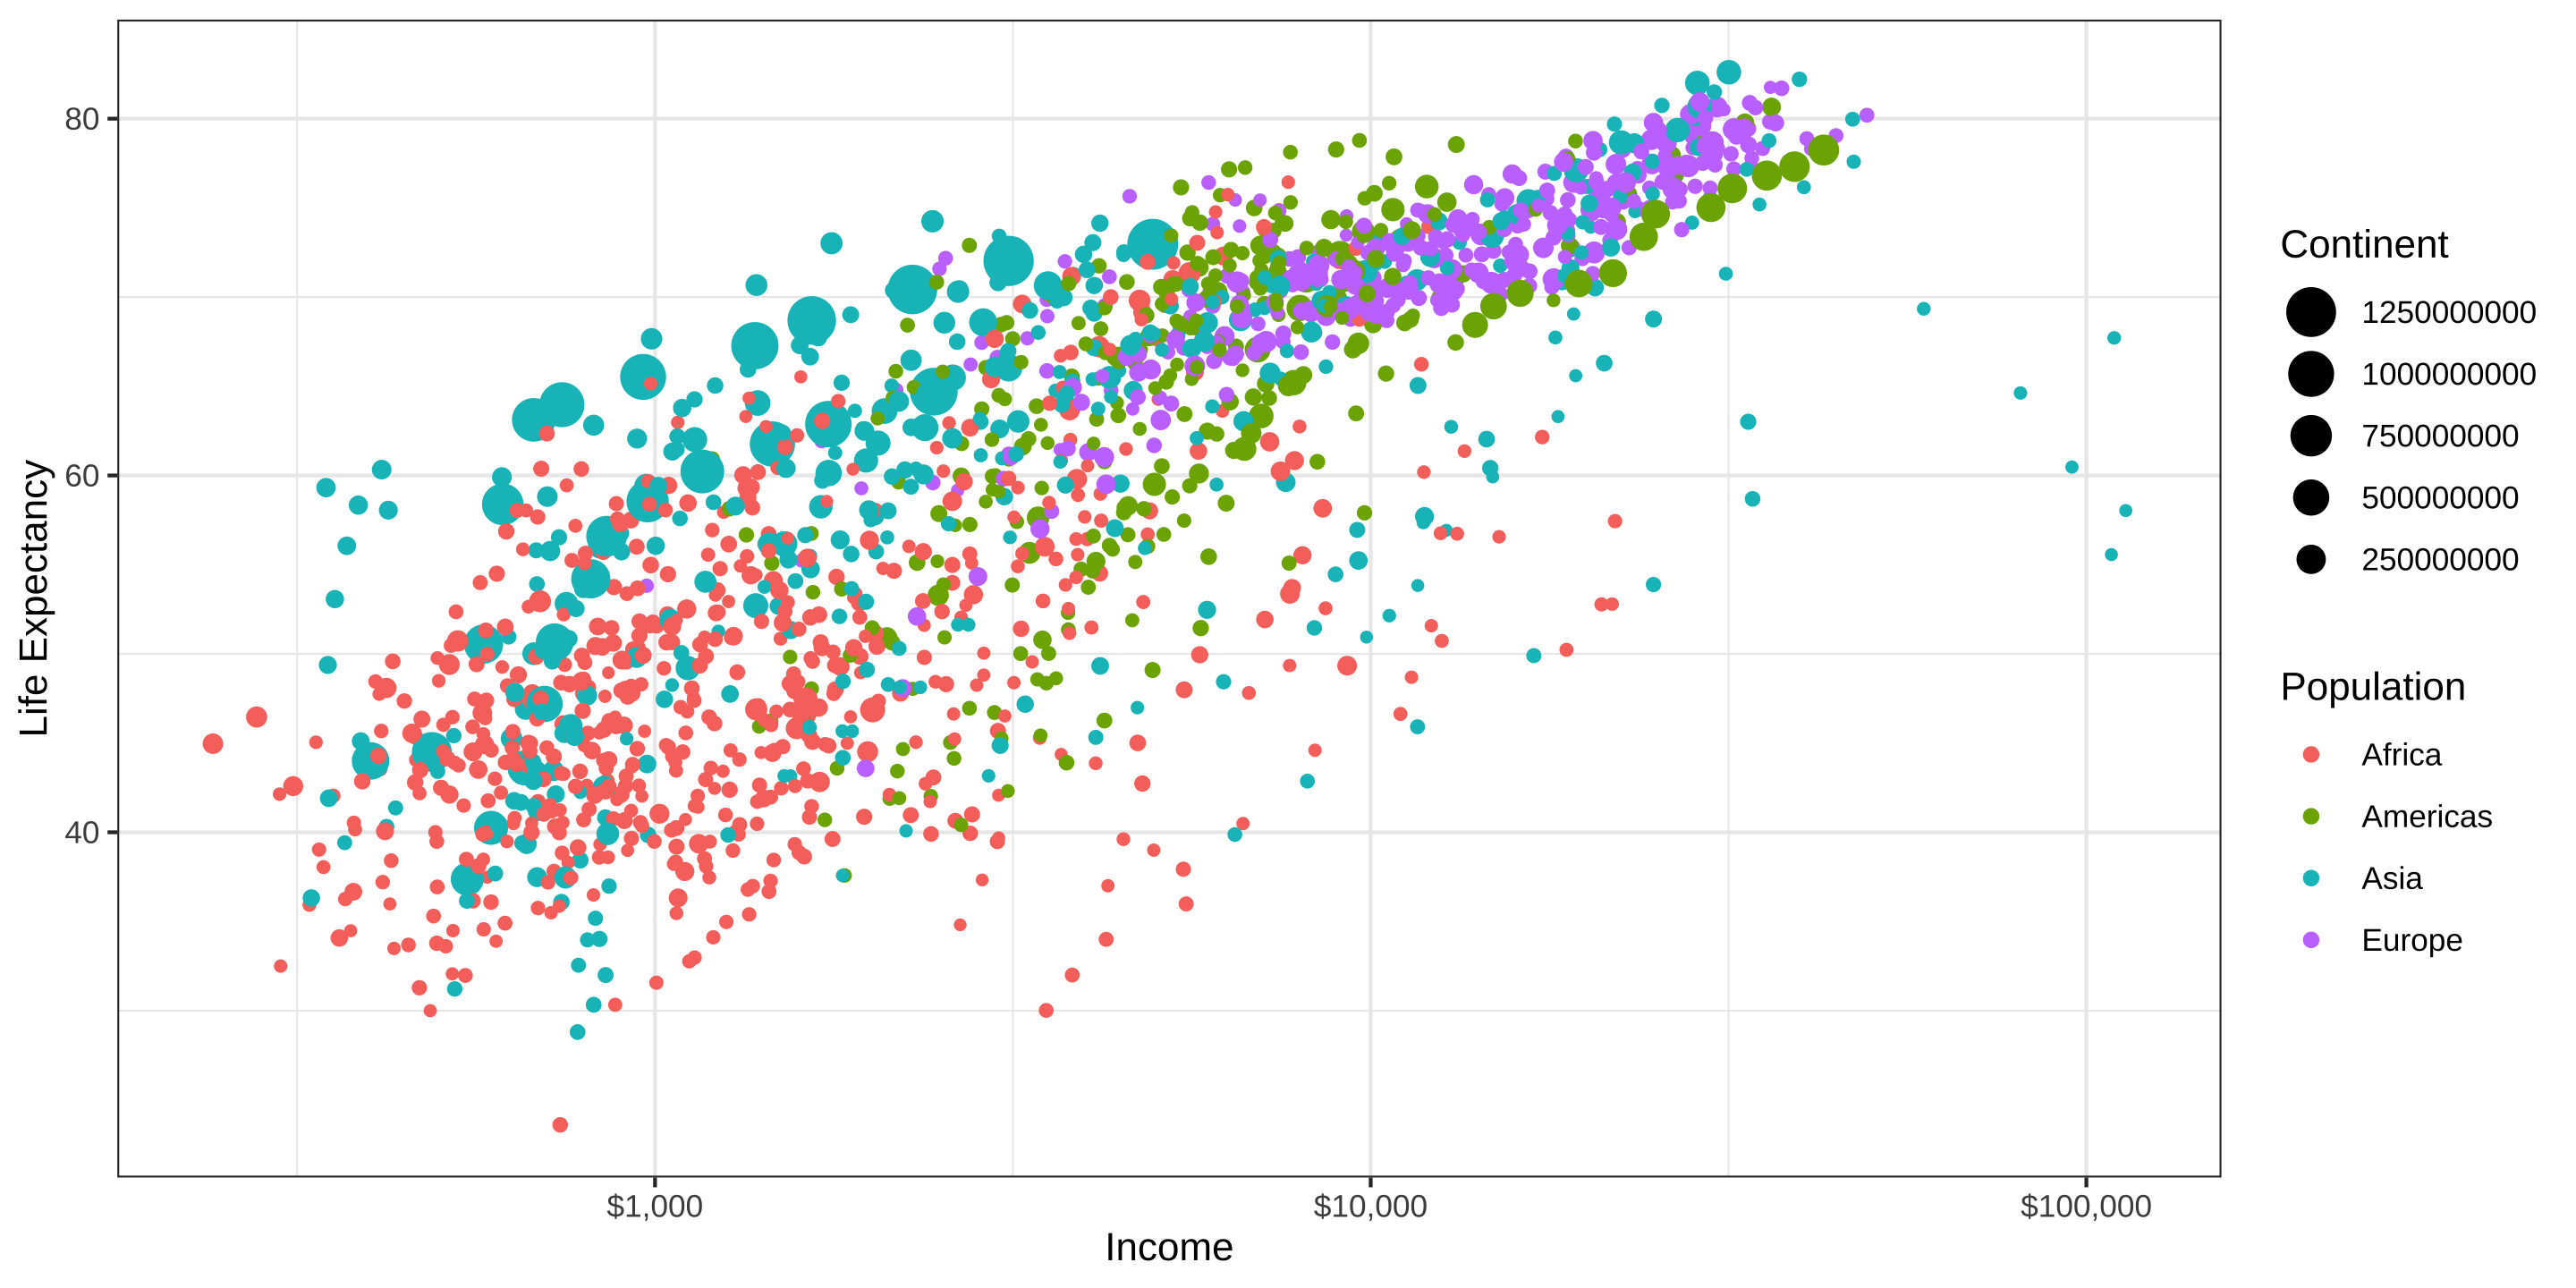 80
60
40
Life Expectancy
$1,000
$10,000
$100,000
Income
Continent
1250000000
1000000000
750000000
500000000
250000000
Population
Africa
Americas
Asia
Europe